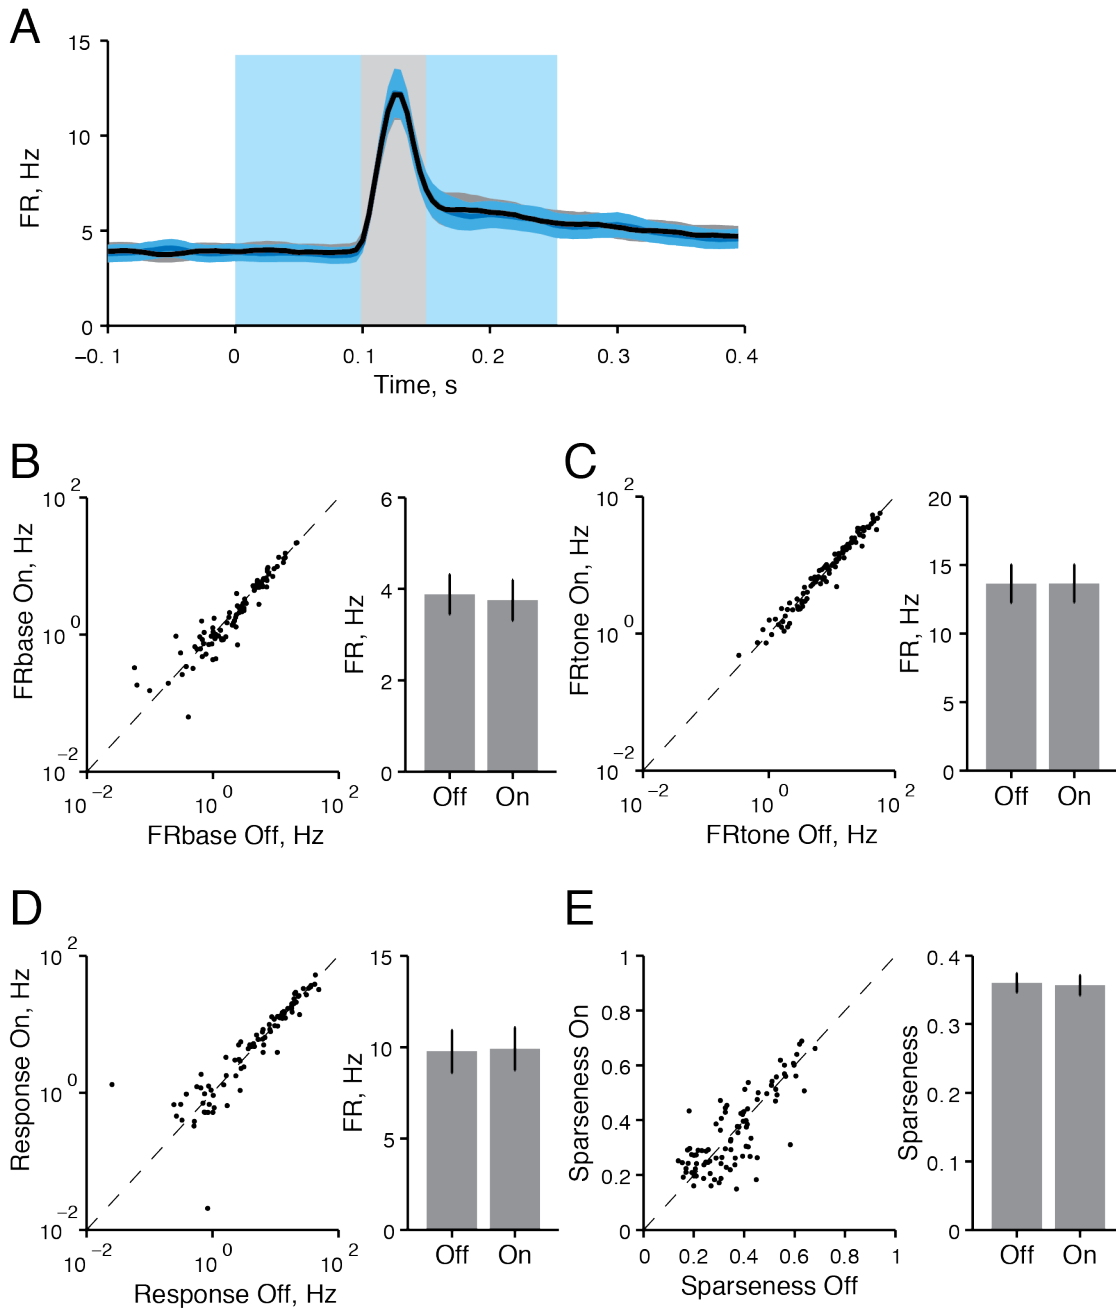 A
15
10
5
0
FR, Hz
−0.1 0 0.1 0.2 0.3 0.4
Time, s
B
10^2
10^0
10^−2
FRbase On, Hz
10^−2 10^0 10^2
FRbase Off, Hz
6
4
2
0
FR, Hz
Off On
C
10^2
10^0
10^−2
FRtone On, Hz
10^−2 10^0 10^2
FRtone Off, Hz
20
15
10
5
0
FR, Hz
Off On
D
10^2
10^0
10^−2
Response On, Hz
10^−2 10^0 10^2
Response Off, Hz
15
10
5
0
FR, Hz
Off On
E
1
0.8
0.6
0.4
0.2
0
Sparseness On
0 0.2 0.4 0.6 0.8 1
Sparseness Off
0.4
0.3
0.2
0.1
0
Sparseness
Off On